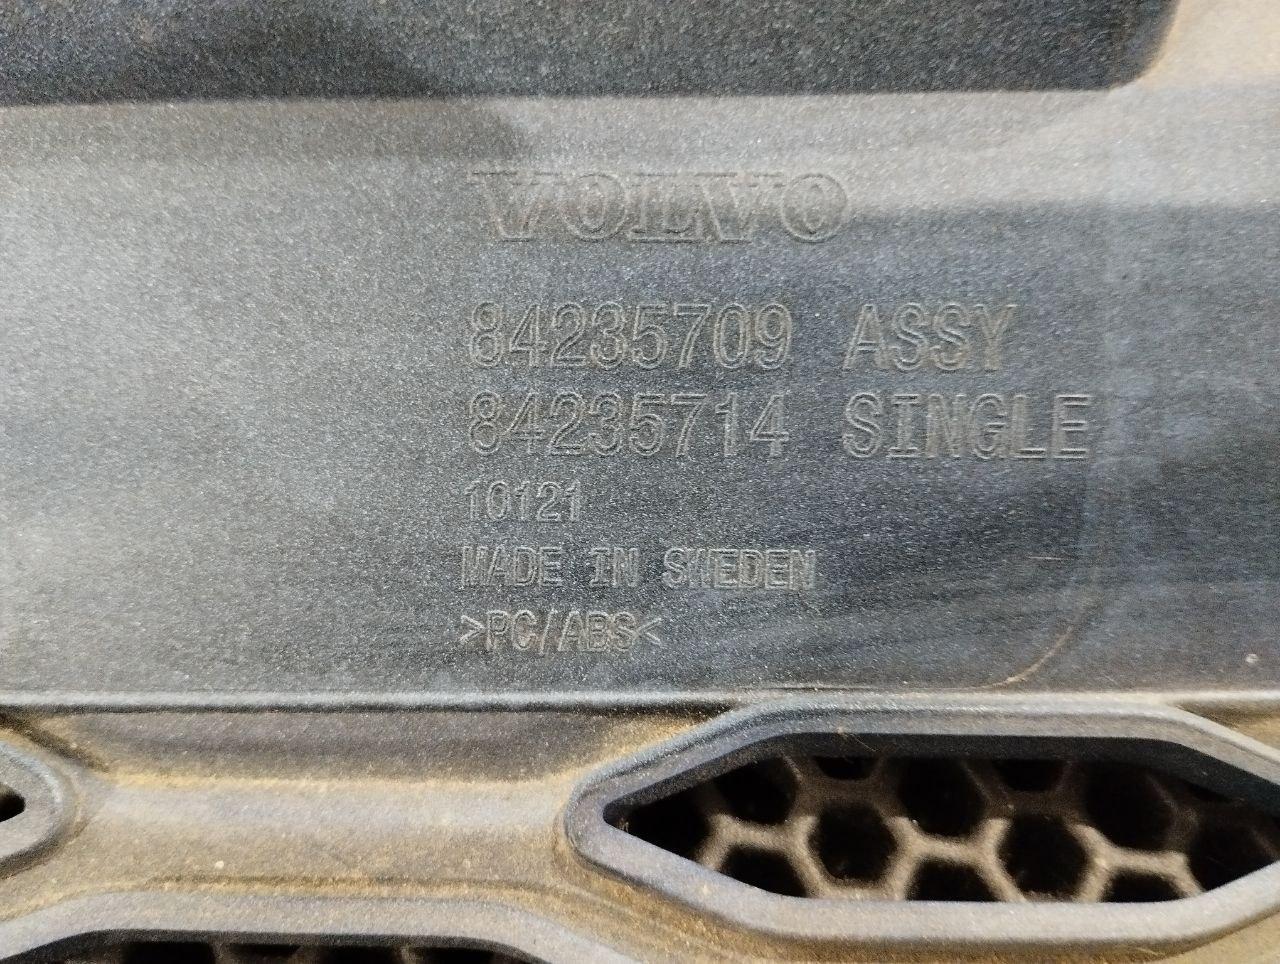 VOLVO
84235709 ASSY
84235714 SINGLE
10121
MADE IN SWEDEN
>PC/ABS<